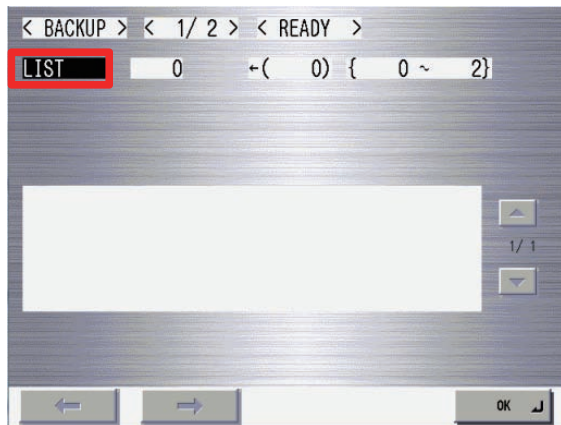 < BACKUP > < 1/ 2 > < READY >
LIST 0 ←( 0) { 0 ~ 2}
1/ 1
OK